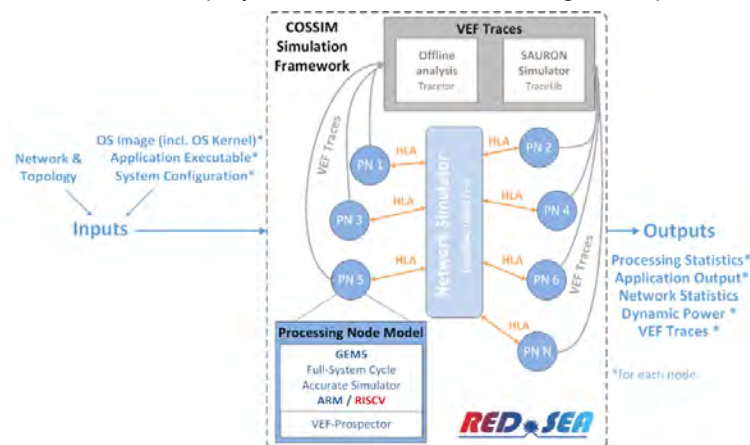 COSSIM
Simulation
Framework
VEF Traces
Offline
analysis
Tracetor
SAURON
Simulator
TraceLib
OS Image (incl. OS Kernel)*
Application Executable*
System Configuration*
Network &
Topology
Inputs
VEF Traces
PN 1
HLA
HLA
PN 2
PN 3
HLA
HLA
PN 4
PN 5
HLA
HLA
PN 6
HLA
PN N
Network Simulator
VEF Traces
Outputs
Processing Statistics*
Application Output*
Network Statistics
Dynamic Power *
VEF Traces *
*for each node
Processing Node Model
GEM5
Full-System Cycle
Accurate Simulator
ARM / RISCV
VEF-Prospector
RED SEA